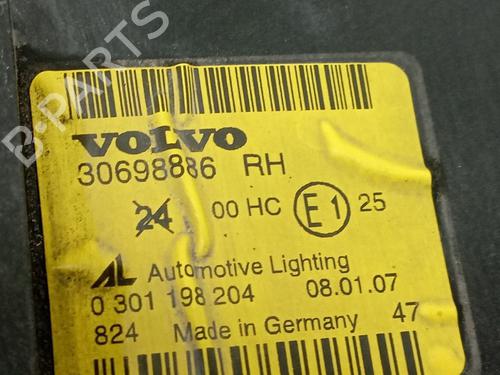 B-PARTS
VOLVO
30698886 RH
24 00 HC E1 25
AL Automotive Lighting
0 301 198 204 08.01.07
824 Made in Germany 47